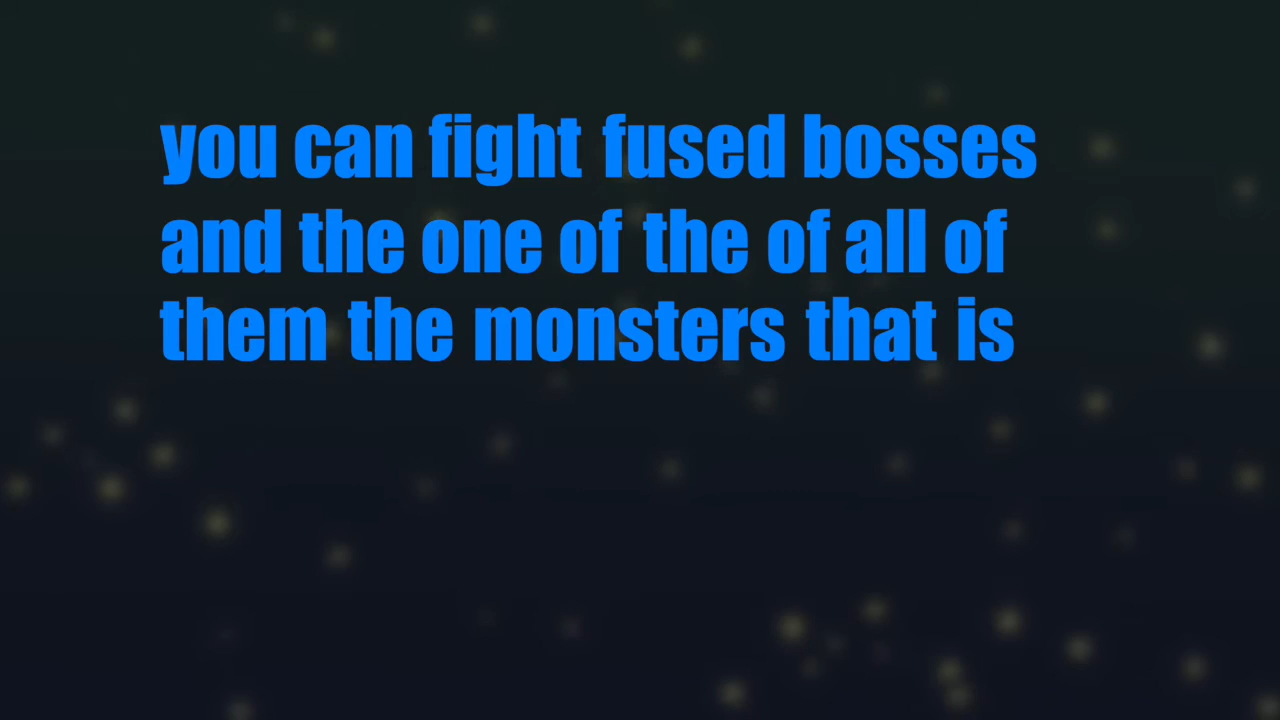 you can fight fused bosses
and the one of the of all of
them the monsters that is